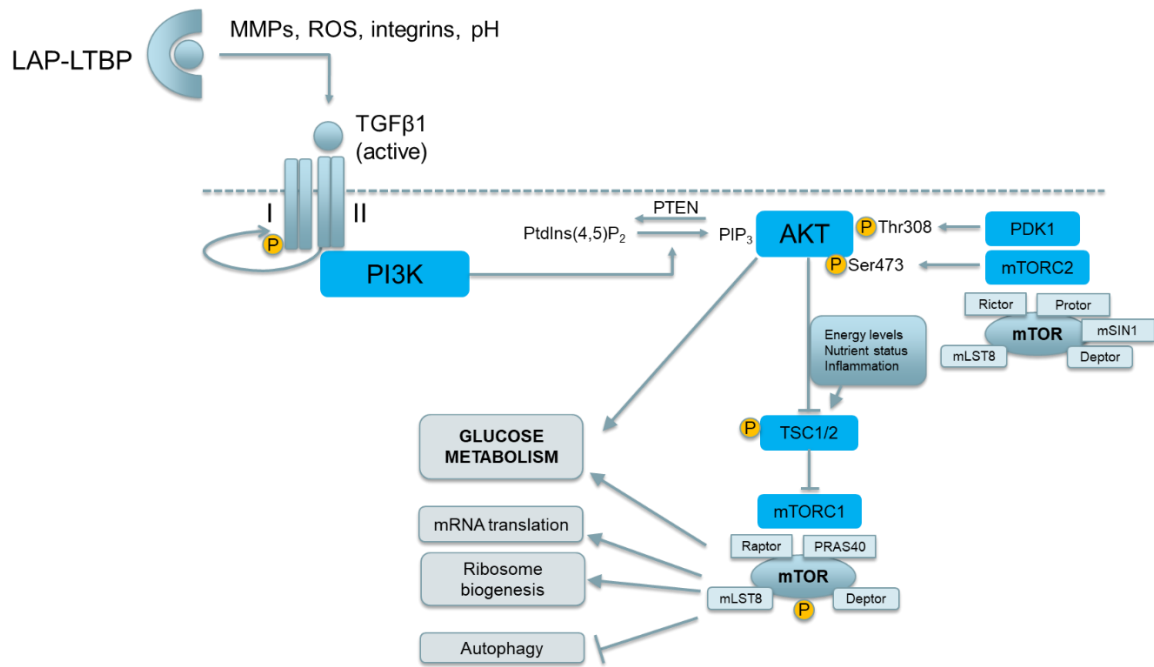 MMPs, ROS, integrins, pH
LAP-LTBP
TGFβ1
(active)
I
II
P
PI3K
PtdIns(4,5)P2
PTEN
PIP3
AKT
P
Thr308
PDK1
P
Ser473
mTORC2
Rictor
Protor
mTOR
mSIN1
mLST8
Deptor
Energy levels
Nutrient status
Inflammation
P
TSC1/2
GLUCOSE
METABOLISM
mTORC1
mRNA translation
Raptor
PRAS40
mTOR
Ribosome
biogenesis
mLST8
P
Deptor
Autophagy